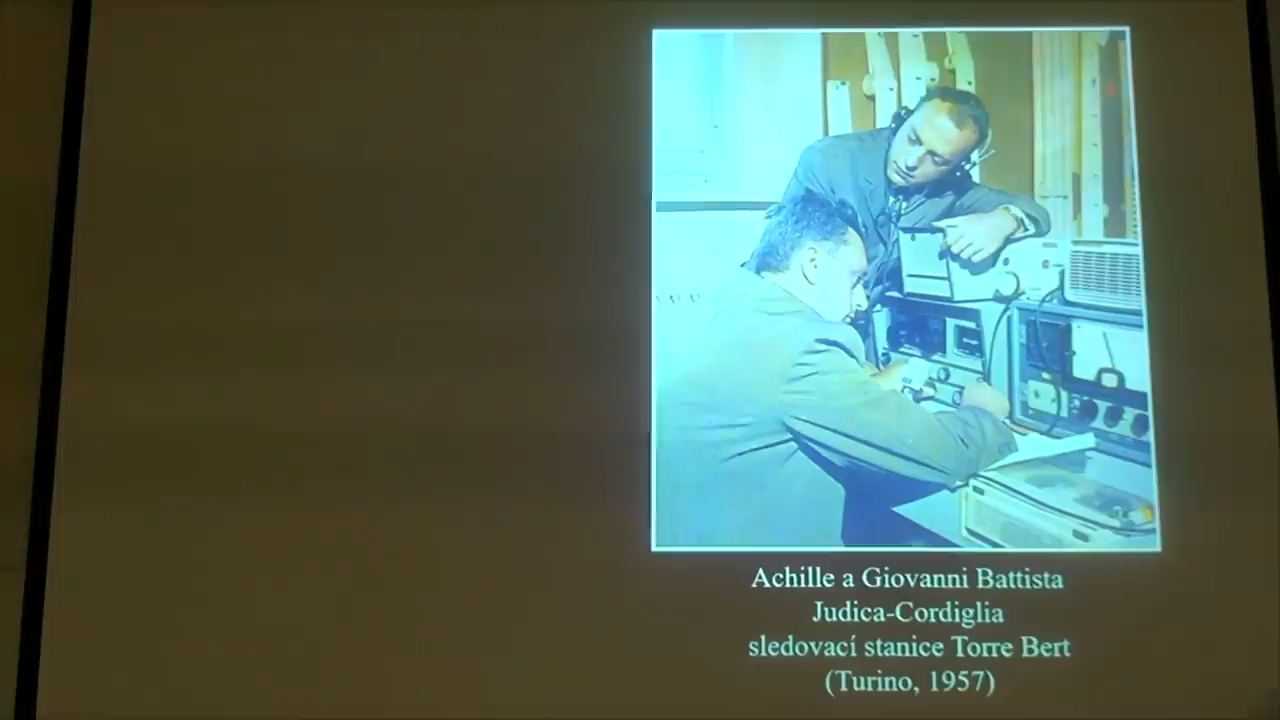 Achille a Giovanni Battista
Judica-Cordiglia
sledovací stanice Torre Bert
(Turino, 1957)